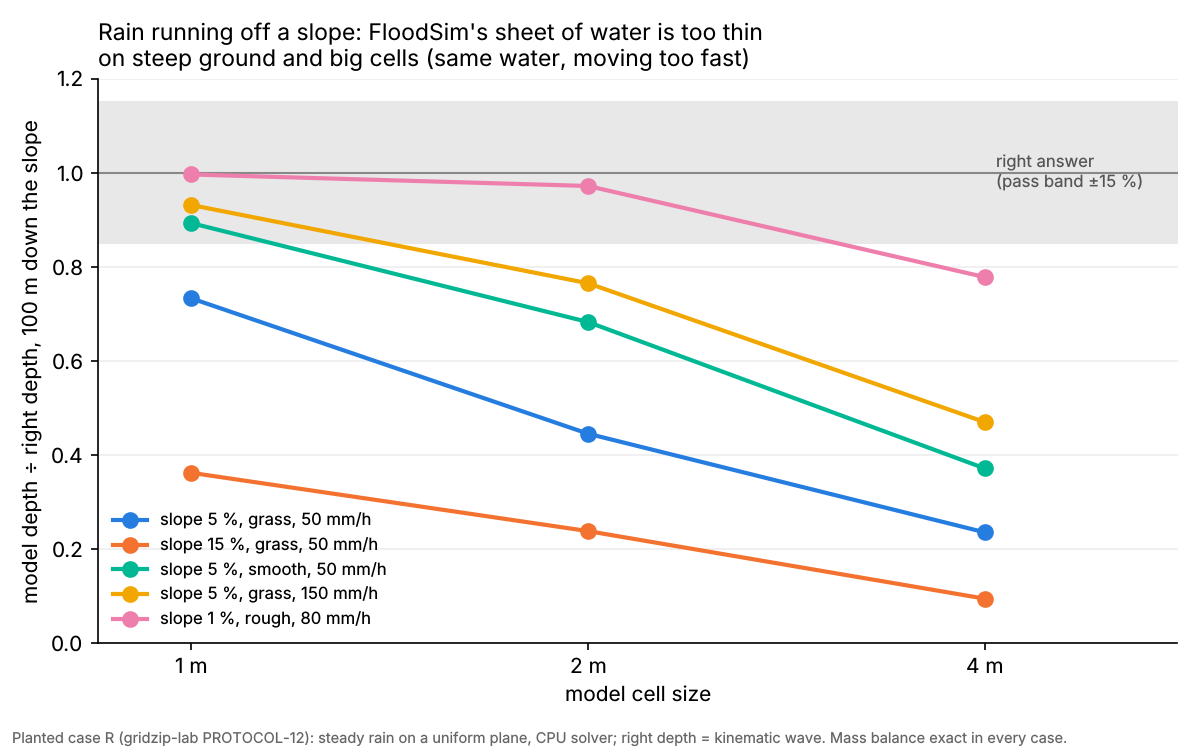 Rain running off a slope: FloodSim's sheet of water is too thin
on steep ground and big cells (same water, moving too fast)
model depth ÷ right depth, 100 m down the slope
1.2
1.0
0.8
0.6
0.4
0.2
0.0
right answer
(pass band ±15 %)
slope 5 %, grass, 50 mm/h
slope 15 %, grass, 50 mm/h
slope 5 %, smooth, 50 mm/h
slope 5 %, grass, 150 mm/h
slope 1 %, rough, 80 mm/h
1 m
2 m
4 m
model cell size
Planted case R (gridzip-lab PROTOCOL-12): steady rain on a uniform plane, CPU solver; right depth = kinematic wave. Mass balance exact in every case.